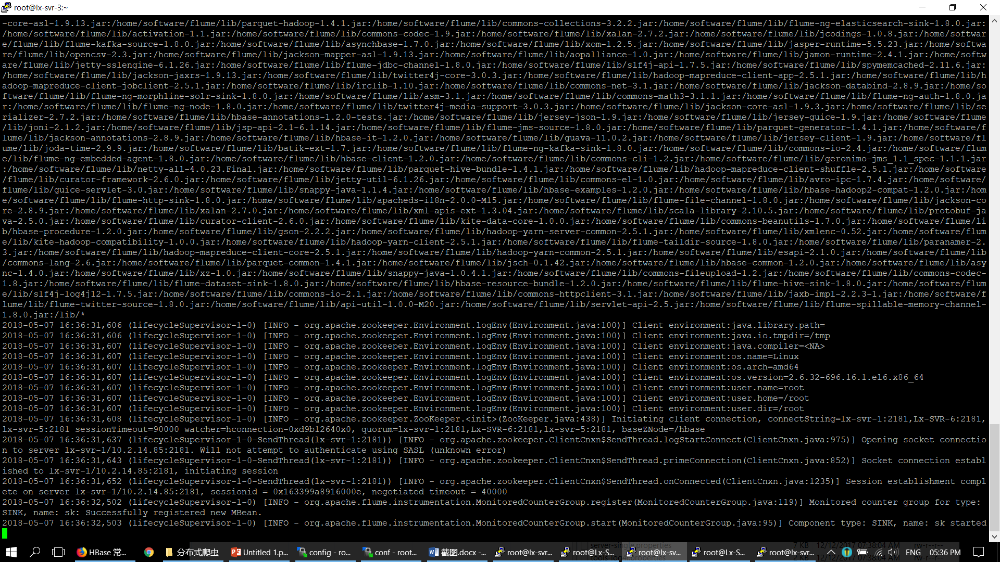 root@lx-svr-3:~
-core-asl-1.9.13.jar:/home/software/flume/lib/parquet-hadoop-1.4.1.jar:/home/software/flume/lib/commons-collections-3.2.2.jar:/home/software/flume/lib/flume-ng-elasticsearch-sink-1.8.0.jar:
/home/software/flume/lib/activation-1.1.jar:/home/software/flume/lib/commons-codec-1.9.jar:/home/software/flume/lib/xalan-2.7.2.jar:/home/software/flume/lib/jcodings-1.0.8.jar:/home/softwar
e/flume/lib/flume-kafka-source-1.8.0.jar:/home/software/flume/lib/asynchbase-1.7.0.jar:/home/software/flume/lib/xom-1.2.5.jar:/home/software/flume/lib/jasper-runtime-5.5.23.jar:/home/softwa
re/flume/lib/opencsv-2.3.jar:/home/software/flume/lib/jackson-mapper-asl-1.9.13.jar:/home/software/flume/lib/aopalliance-1.0.jar:/home/software/flume/lib/jamon-runtime-2.4.1.jar:/home/softw
are/flume/lib/jetty-sslengine-6.1.26.jar:/home/software/flume/lib/flume-jdbc-channel-1.8.0.jar:/home/software/flume/lib/slf4j-api-1.7.5.jar:/home/software/flume/lib/spymemcached-2.11.6.jar:
/home/software/flume/lib/jackson-jaxrs-1.9.13.jar:/home/software/flume/lib/twitter4j-core-3.0.3.jar:/home/software/flume/lib/hadoop-mapreduce-client-app-2.5.1.jar:/home/software/flume/lib/h
adoop-mapreduce-client-jobclient-2.5.1.jar:/home/software/flume/lib/irclib-1.10.jar:/home/software/flume/lib/commons-net-3.1.jar:/home/software/flume/lib/jackson-databind-2.8.9.jar:/home/so
ftware/flume/lib/flume-ng-morphline-solr-sink-1.8.0.jar:/home/software/flume/lib/asm-3.1.jar:/home/software/flume/lib/commons-math3-3.1.1.jar:/home/software/flume/lib/flume-ng-auth-1.8.0.ja
r:/home/software/flume/lib/flume-ng-node-1.8.0.jar:/home/software/flume/lib/twitter4j-media-support-3.0.3.jar:/home/software/flume/lib/jackson-core-asl-1.9.3.jar:/home/software/flume/lib/se
rializer-2.7.2.jar:/home/software/flume/lib/hbase-annotations-1.2.0-tests.jar:/home/software/flume/lib/jersey-json-1.9.jar:/home/software/flume/lib/jersey-guice-1.9.jar:/home/software/flume
/lib/joni-2.1.2.jar:/home/software/flume/lib/jsp-api-2.1-6.1.14.jar:/home/software/flume/lib/flume-jms-source-1.8.0.jar:/home/software/flume/lib/parquet-generator-1.4.1.jar:/home/software/f
lume/lib/jackson-annotations-2.8.9.jar:/home/software/flume/lib/hbase-it-1.2.0.jar:/home/software/flume/lib/guava-11.0.2.jar:/home/software/flume/lib/jersey-client-1.9.jar:/home/software/fl
ume/lib/joda-time-2.9.9.jar:/home/software/flume/lib/batik-ext-1.7.jar:/home/software/flume/lib/flume-ng-kafka-sink-1.8.0.jar:/home/software/flume/lib/commons-io-2.4.jar:/home/software/flum
e/lib/flume-ng-embedded-agent-1.8.0.jar:/home/software/flume/lib/hbase-client-1.2.0.jar:/home/software/flume/lib/commons-cli-1.2.jar:/home/software/flume/lib/geronimo-jms_1.1_spec-1.1.1.jar
:/home/software/flume/lib/netty-all-4.0.23.Final.jar:/home/software/flume/lib/parquet-hive-bundle-1.4.1.jar:/home/software/flume/lib/hadoop-mapreduce-client-shuffle-2.5.1.jar:/home/software
/flume/lib/curator-framework-2.6.0.jar:/home/software/flume/lib/jetty-util-6.1.26.jar:/home/software/flume/lib/commons-el-1.0.jar:/home/software/flume/lib/avro-ipc-1.7.4.jar:/home/software/
flume/lib/guice-servlet-3.0.jar:/home/software/flume/lib/snappy-java-1.1.4.jar:/home/software/flume/lib/hbase-examples-1.2.0.jar:/home/software/flume/lib/hbase-hadoop2-compat-1.2.0.jar:/hom
e/software/flume/lib/flume-http-sink-1.8.0.jar:/home/software/flume/lib/apacheds-i18n-2.0.0-M15.jar:/home/software/flume/lib/flume-file-channel-1.8.0.jar:/home/software/flume/lib/jackson-co
re-2.8.9.jar:/home/software/flume/lib/xalan-2.7.0.jar:/home/software/flume/lib/xml-apis-ext-1.3.04.jar:/home/software/flume/lib/scala-library-2.10.5.jar:/home/software/flume/lib/protobuf-ja
va-2.5.0.jar:/home/software/flume/lib/curator-client-2.6.0.jar:/home/software/flume/lib/kite-data-core-1.0.0.jar:/home/software/flume/lib/commons-beanutils-1.7.0.jar:/home/software/flume/li
b/hbase-procedure-1.2.0.jar:/home/software/flume/lib/gson-2.2.2.jar:/home/software/flume/lib/hadoop-yarn-server-common-2.5.1.jar:/home/software/flume/lib/xmlenc-0.52.jar:/home/software/flum
e/lib/kite-hadoop-compatibility-1.0.0.jar:/home/software/flume/lib/hadoop-yarn-client-2.5.1.jar:/home/software/flume/lib/flume-taildir-source-1.8.0.jar:/home/software/flume/lib/paranamer-2.
3.jar:/home/software/flume/lib/hadoop-mapreduce-client-core-2.5.1.jar:/home/software/flume/lib/hadoop-yarn-common-2.5.1.jar:/home/software/flume/lib/esapi-2.1.0.jar:/home/software/flume/lib
/commons-lang-2.6.jar:/home/software/flume/lib/parquet-common-1.4.1.jar:/home/software/flume/lib/jsch-0.1.42.jar:/home/software/flume/lib/hbase-common-1.2.0.jar:/home/software/flume/lib/asy
nc-1.4.0.jar:/home/software/flume/lib/xz-1.0.jar:/home/software/flume/lib/snappy-java-1.0.4.1.jar:/home/software/flume/lib/commons-fileupload-1.2.jar:/home/software/flume/lib/commons-codec-
1.8.jar:/home/software/flume/lib/flume-dataset-sink-1.8.0.jar:/home/software/flume/lib/hbase-resource-bundle-1.2.0.jar:/home/software/flume/lib/flume-hive-sink-1.8.0.jar:/home/software/flum
e/lib/slf4j-log4j12-1.7.5.jar:/home/software/flume/lib/commons-io-2.1.jar:/home/software/flume/lib/commons-httpclient-3.1.jar:/home/software/flume/lib/jaxb-impl-2.2.3-1.jar:/home/software/f
lume/lib/flume-twitter-source-1.8.0.jar:/home/software/flume/lib/api-util-1.0.0-M20.jar:/home/software/flume/lib/servlet-api-2.5.jar:/home/software/flume/lib/flume-spillable-memory-channel-
1.8.0.jar:/lib/*
2018-05-07 16:36:31,606 (lifecycleSupervisor-1-0) [INFO - org.apache.zookeeper.Environment.logEnv(Environment.java:100)] Client environment:java.library.path=
2018-05-07 16:36:31,606 (lifecycleSupervisor-1-0) [INFO - org.apache.zookeeper.Environment.logEnv(Environment.java:100)] Client environment:java.io.tmpdir=/tmp
2018-05-07 16:36:31,607 (lifecycleSupervisor-1-0) [INFO - org.apache.zookeeper.Environment.logEnv(Environment.java:100)] Client environment:java.compiler=<NA>
2018-05-07 16:36:31,607 (lifecycleSupervisor-1-0) [INFO - org.apache.zookeeper.Environment.logEnv(Environment.java:100)] Client environment:os.name=Linux
2018-05-07 16:36:31,607 (lifecycleSupervisor-1-0) [INFO - org.apache.zookeeper.Environment.logEnv(Environment.java:100)] Client environment:os.arch=amd64
2018-05-07 16:36:31,607 (lifecycleSupervisor-1-0) [INFO - org.apache.zookeeper.Environment.logEnv(Environment.java:100)] Client environment:os.version=2.6.32-696.16.1.el6.x86_64
2018-05-07 16:36:31,607 (lifecycleSupervisor-1-0) [INFO - org.apache.zookeeper.Environment.logEnv(Environment.java:100)] Client environment:user.name=root
2018-05-07 16:36:31,607 (lifecycleSupervisor-1-0) [INFO - org.apache.zookeeper.Environment.logEnv(Environment.java:100)] Client environment:user.home=/root
2018-05-07 16:36:31,607 (lifecycleSupervisor-1-0) [INFO - org.apache.zookeeper.Environment.logEnv(Environment.java:100)] Client environment:user.dir=/root
2018-05-07 16:36:31,608 (lifecycleSupervisor-1-0) [INFO - org.apache.zookeeper.ZooKeeper.<init>(ZooKeeper.java:438)] Initiating client connection, connectString=lx-svr-1:2181,Lx-SVR-6:2181,
lx-svr-5:2181 sessionTimeout=90000 watcher=hconnection-0xd9b12640x0, quorum=lx-svr-1:2181,Lx-SVR-6:2181,lx-svr-5:2181, baseZNode=/hbase
2018-05-07 16:36:31,637 (lifecycleSupervisor-1-0-SendThread(lx-svr-1:2181)) [INFO - org.apache.zookeeper.ClientCnxn$SendThread.logStartConnect(ClientCnxn.java:975)] Opening socket connectio
n to server lx-svr-1/10.2.14.85:2181. Will not attempt to authenticate using SASL (unknown error)
2018-05-07 16:36:31,643 (lifecycleSupervisor-1-0-SendThread(lx-svr-1:2181)) [INFO - org.apache.zookeeper.ClientCnxn$SendThread.primeConnection(ClientCnxn.java:852)] Socket connection establ
ished to lx-svr-1/10.2.14.85:2181, initiating session
2018-05-07 16:36:31,652 (lifecycleSupervisor-1-0-SendThread(lx-svr-1:2181)) [INFO - org.apache.zookeeper.ClientCnxn$SendThread.onConnected(ClientCnxn.java:1235)] Session establishment compl
ete on server lx-svr-1/10.2.14.85:2181, sessionid = 0x163399a8916000e, negotiated timeout = 40000
2018-05-07 16:36:32,502 (lifecycleSupervisor-1-0) [INFO - org.apache.flume.instrumentation.MonitoredCounterGroup.register(MonitoredCounterGroup.java:119)] Monitored counter group for type:
SINK, name: sk: Successfully registered new MBean.
2018-05-07 16:36:32,503 (lifecycleSupervisor-1-0) [INFO - org.apache.flume.instrumentation.MonitoredCounterGroup.start(MonitoredCounterGroup.java:95)] Component type: SINK, name: sk started
HBase 常... 分布式爬虫 Untitled 1.p... config - ro... conf - root... 截图.docx -... root@lx-svr... root@Lx-S... root@lx-sv... root@Lx-S... root@lx-svr... ENG 05:36 PM